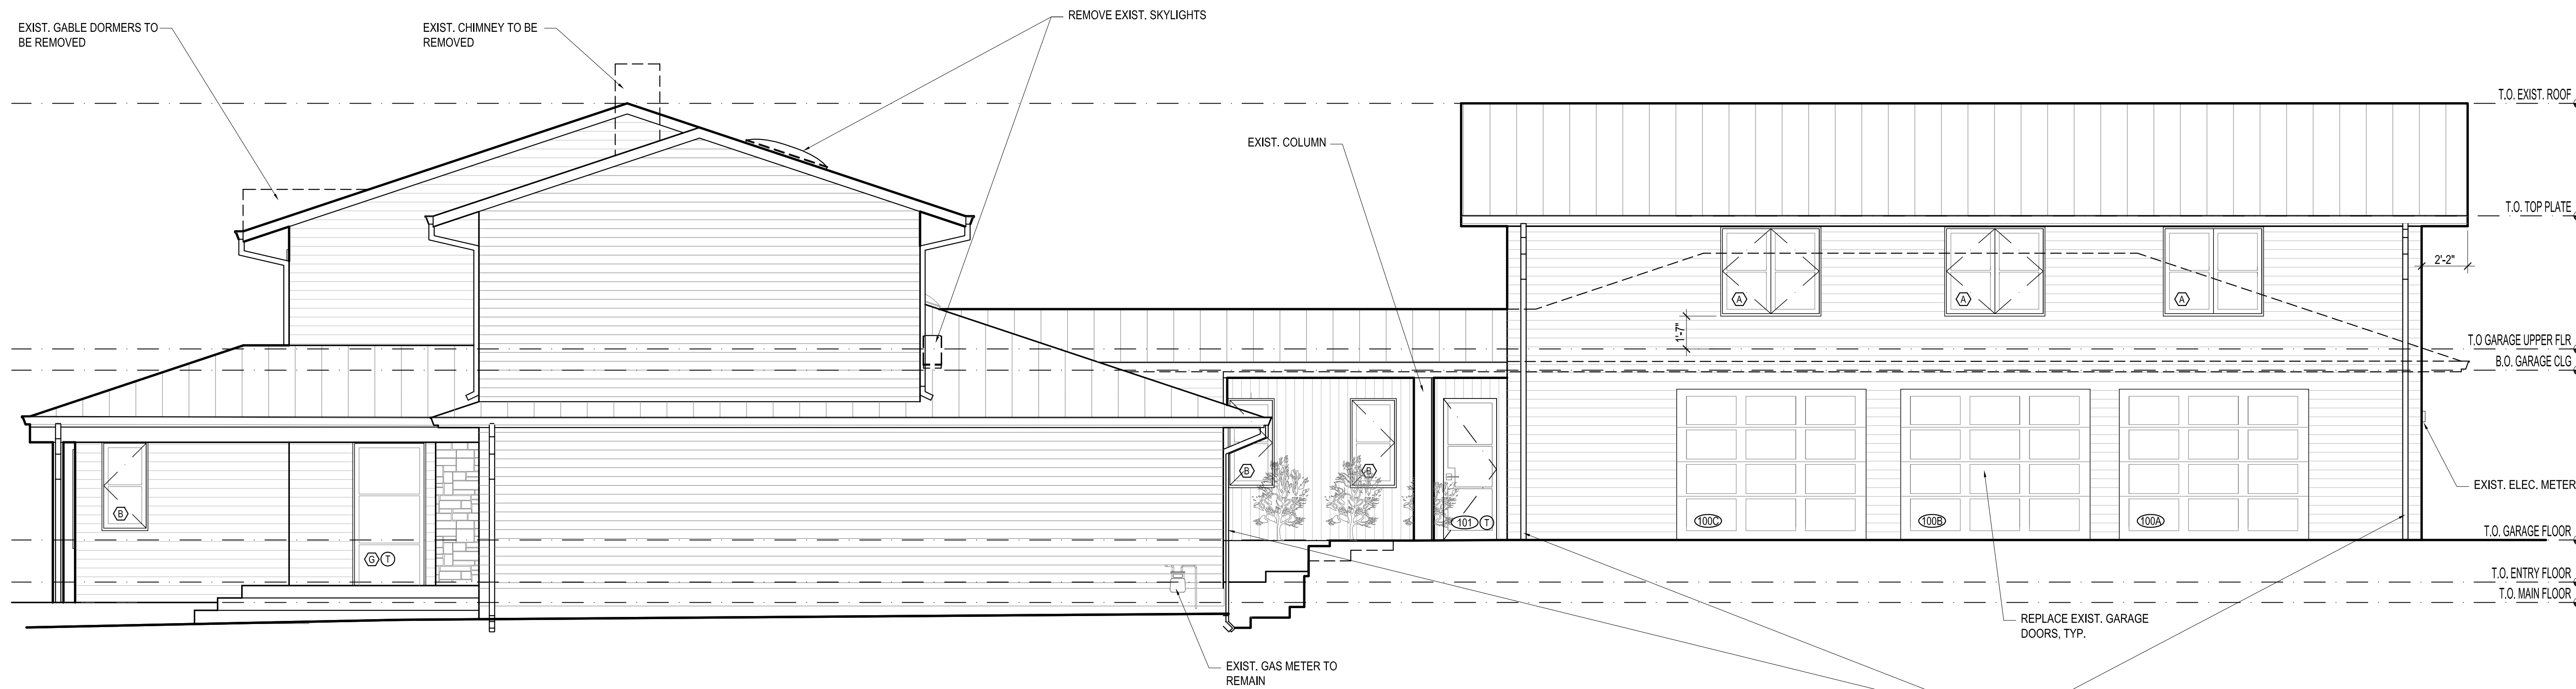 EXIST. GABLE DORMERS TO
BE REMOVED
EXIST. CHIMNEY TO BE
REMOVED
REMOVE EXIST. SKYLIGHTS
EXIST. COLUMN
T.O. EXIST. ROOF
T.O. TOP PLATE
2'-2"
A
A
A
1'-7"
T.O GARAGE UPPER FLR
B.O. GARAGE CLG
B
B
B
G T
101 T
100C
100B
100A
EXIST. ELEC. METER
T.O. GARAGE FLOOR
T.O. ENTRY FLOOR
T.O. MAIN FLOOR
REPLACE EXIST. GARAGE
DOORS, TYP.
EXIST. GAS METER TO
REMAIN